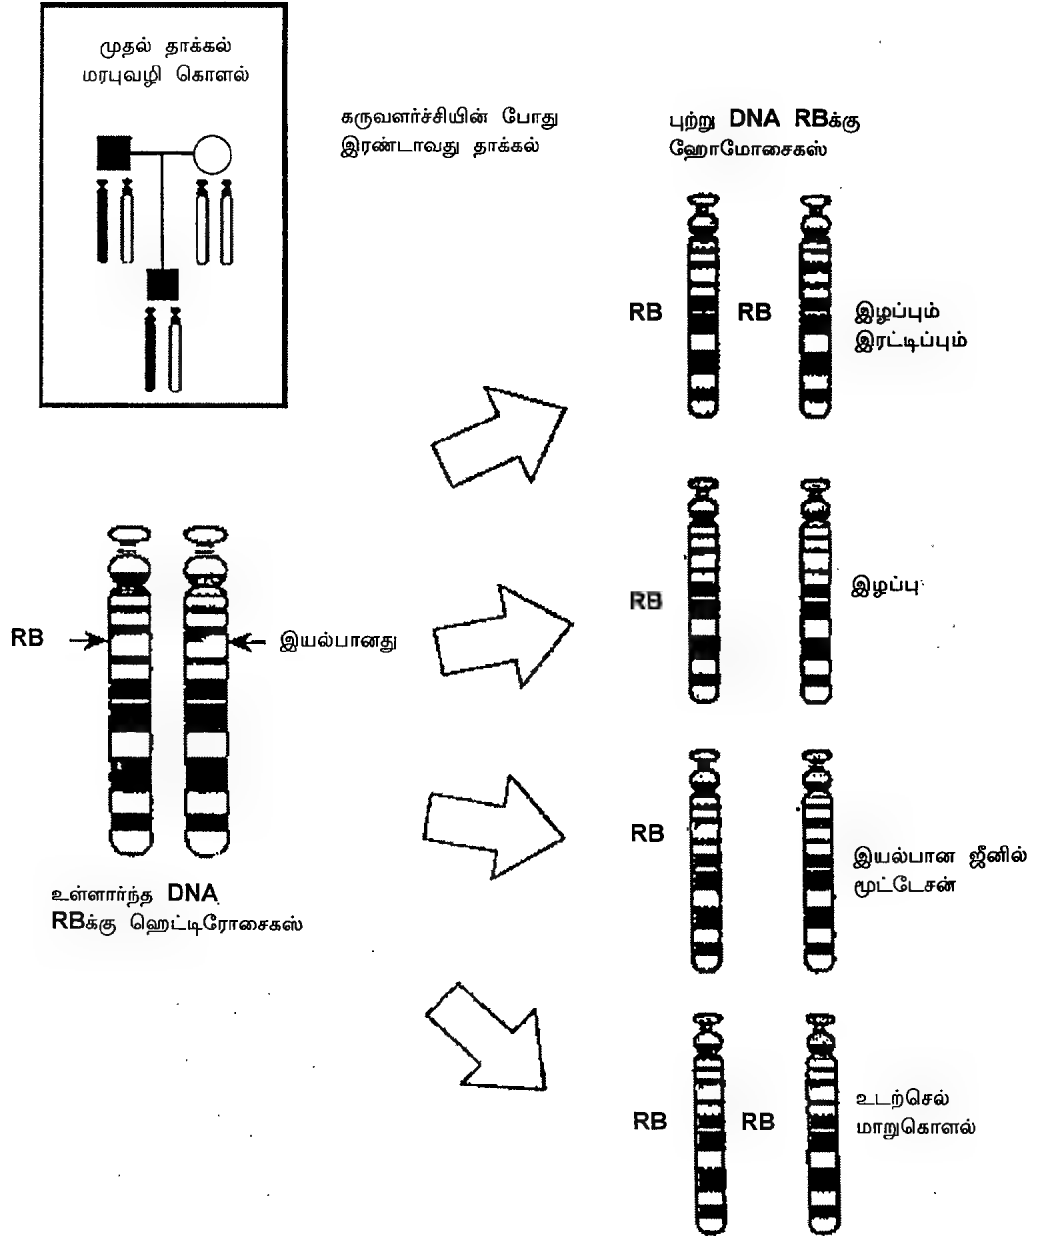 முதல் தாக்கல்
மரபுவழி கொளல்
கருவளர்ச்சியின் போது
இரண்டாவது தாக்கல்
புற்று DNA RBக்கு
ஹோமோசைகஸ்
RB
RB
இழப்பும்
இரட்டிப்பும்
RB
இழப்பு
RB
இயல்பானது
RB
இயல்பான ஜீனில்
மூட்டேசன்
உள்ளார்ந்த DNA
RBக்கு ஹெட்டிரோசைகஸ்
RB
RB
உடற்செல்
மாறுகொளல்